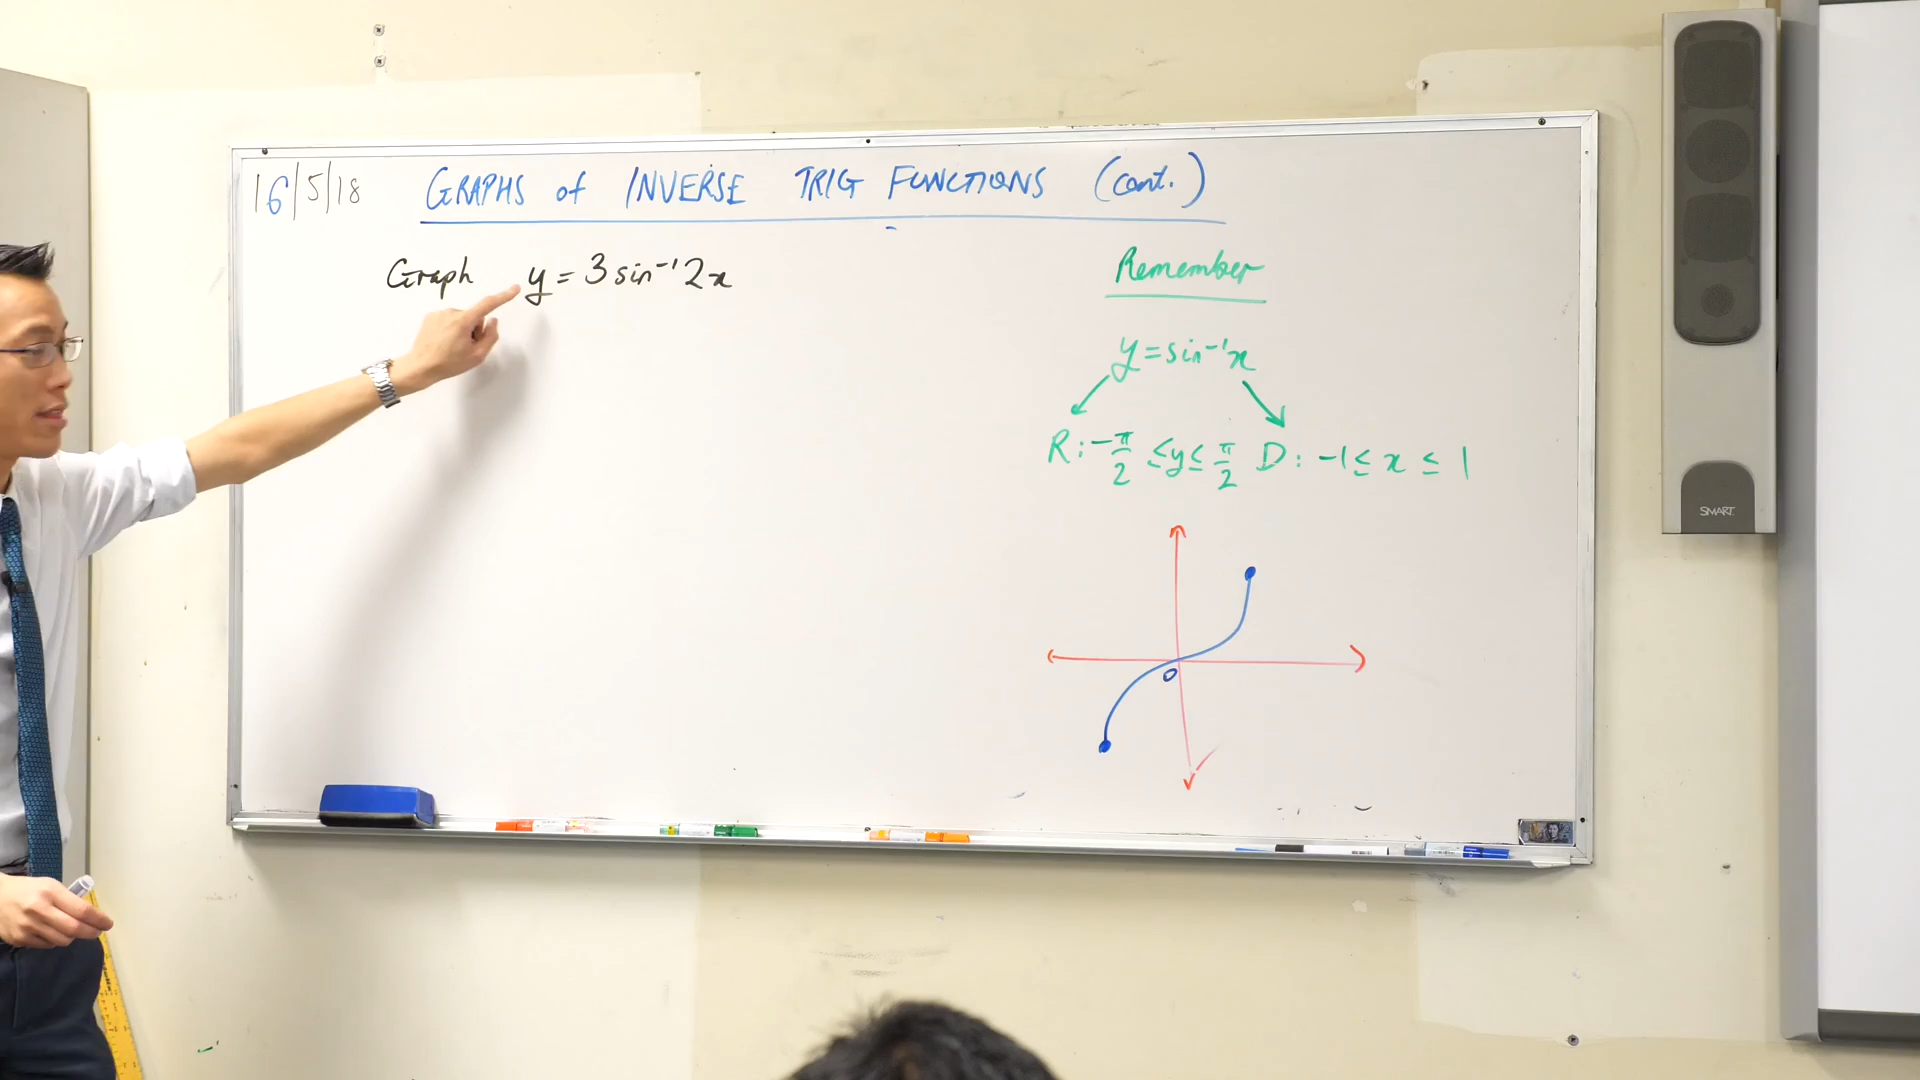 16/5/18 GRAPHS of INVERSE TRIG FUNCTIONS (cont.)
Graph y = 3 sin⁻¹ 2x
Remember
y = sin⁻¹x
R: -π/2 ≤ y ≤ π/2 D: -1 ≤ x ≤ 1
O
SMART